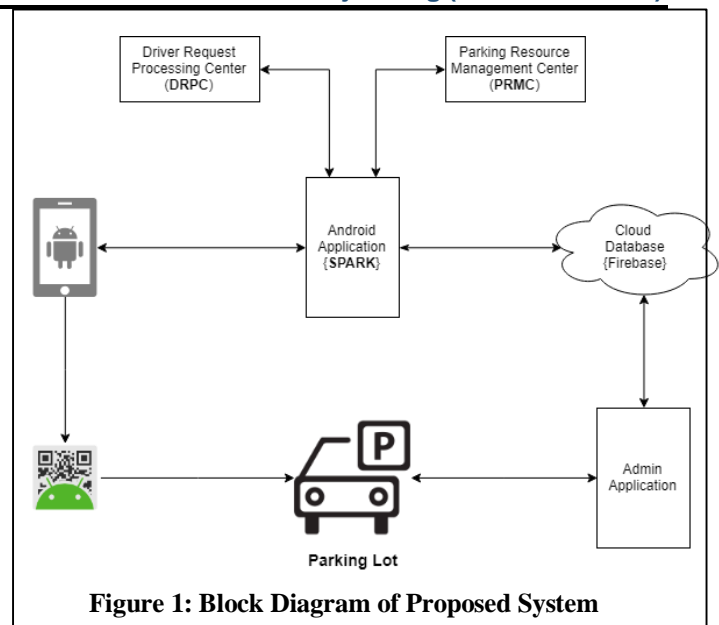 Driver Request
Processing Center
(DRPC)
Parking Resource
Management Center
(PRMC)
Android
Application
{SPARK}
Cloud
Database
{Firebase}
P
Admin
Application
Parking Lot
Figure 1: Block Diagram of Proposed System